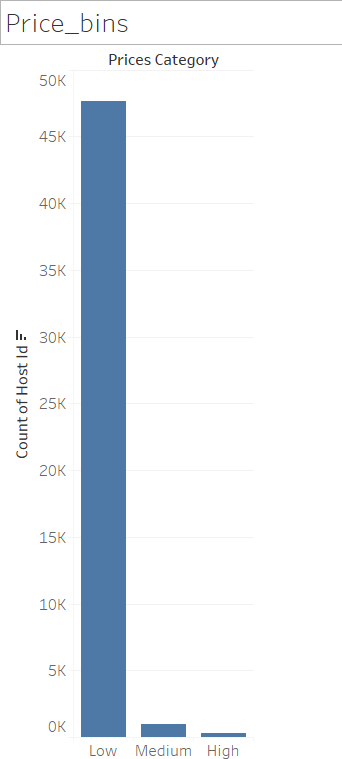 Price_bins
Prices Category
50K
45K
40K
35K
30K
25K
20K
15K
10K
5K
0K
Count of Host Id
Low Medium High